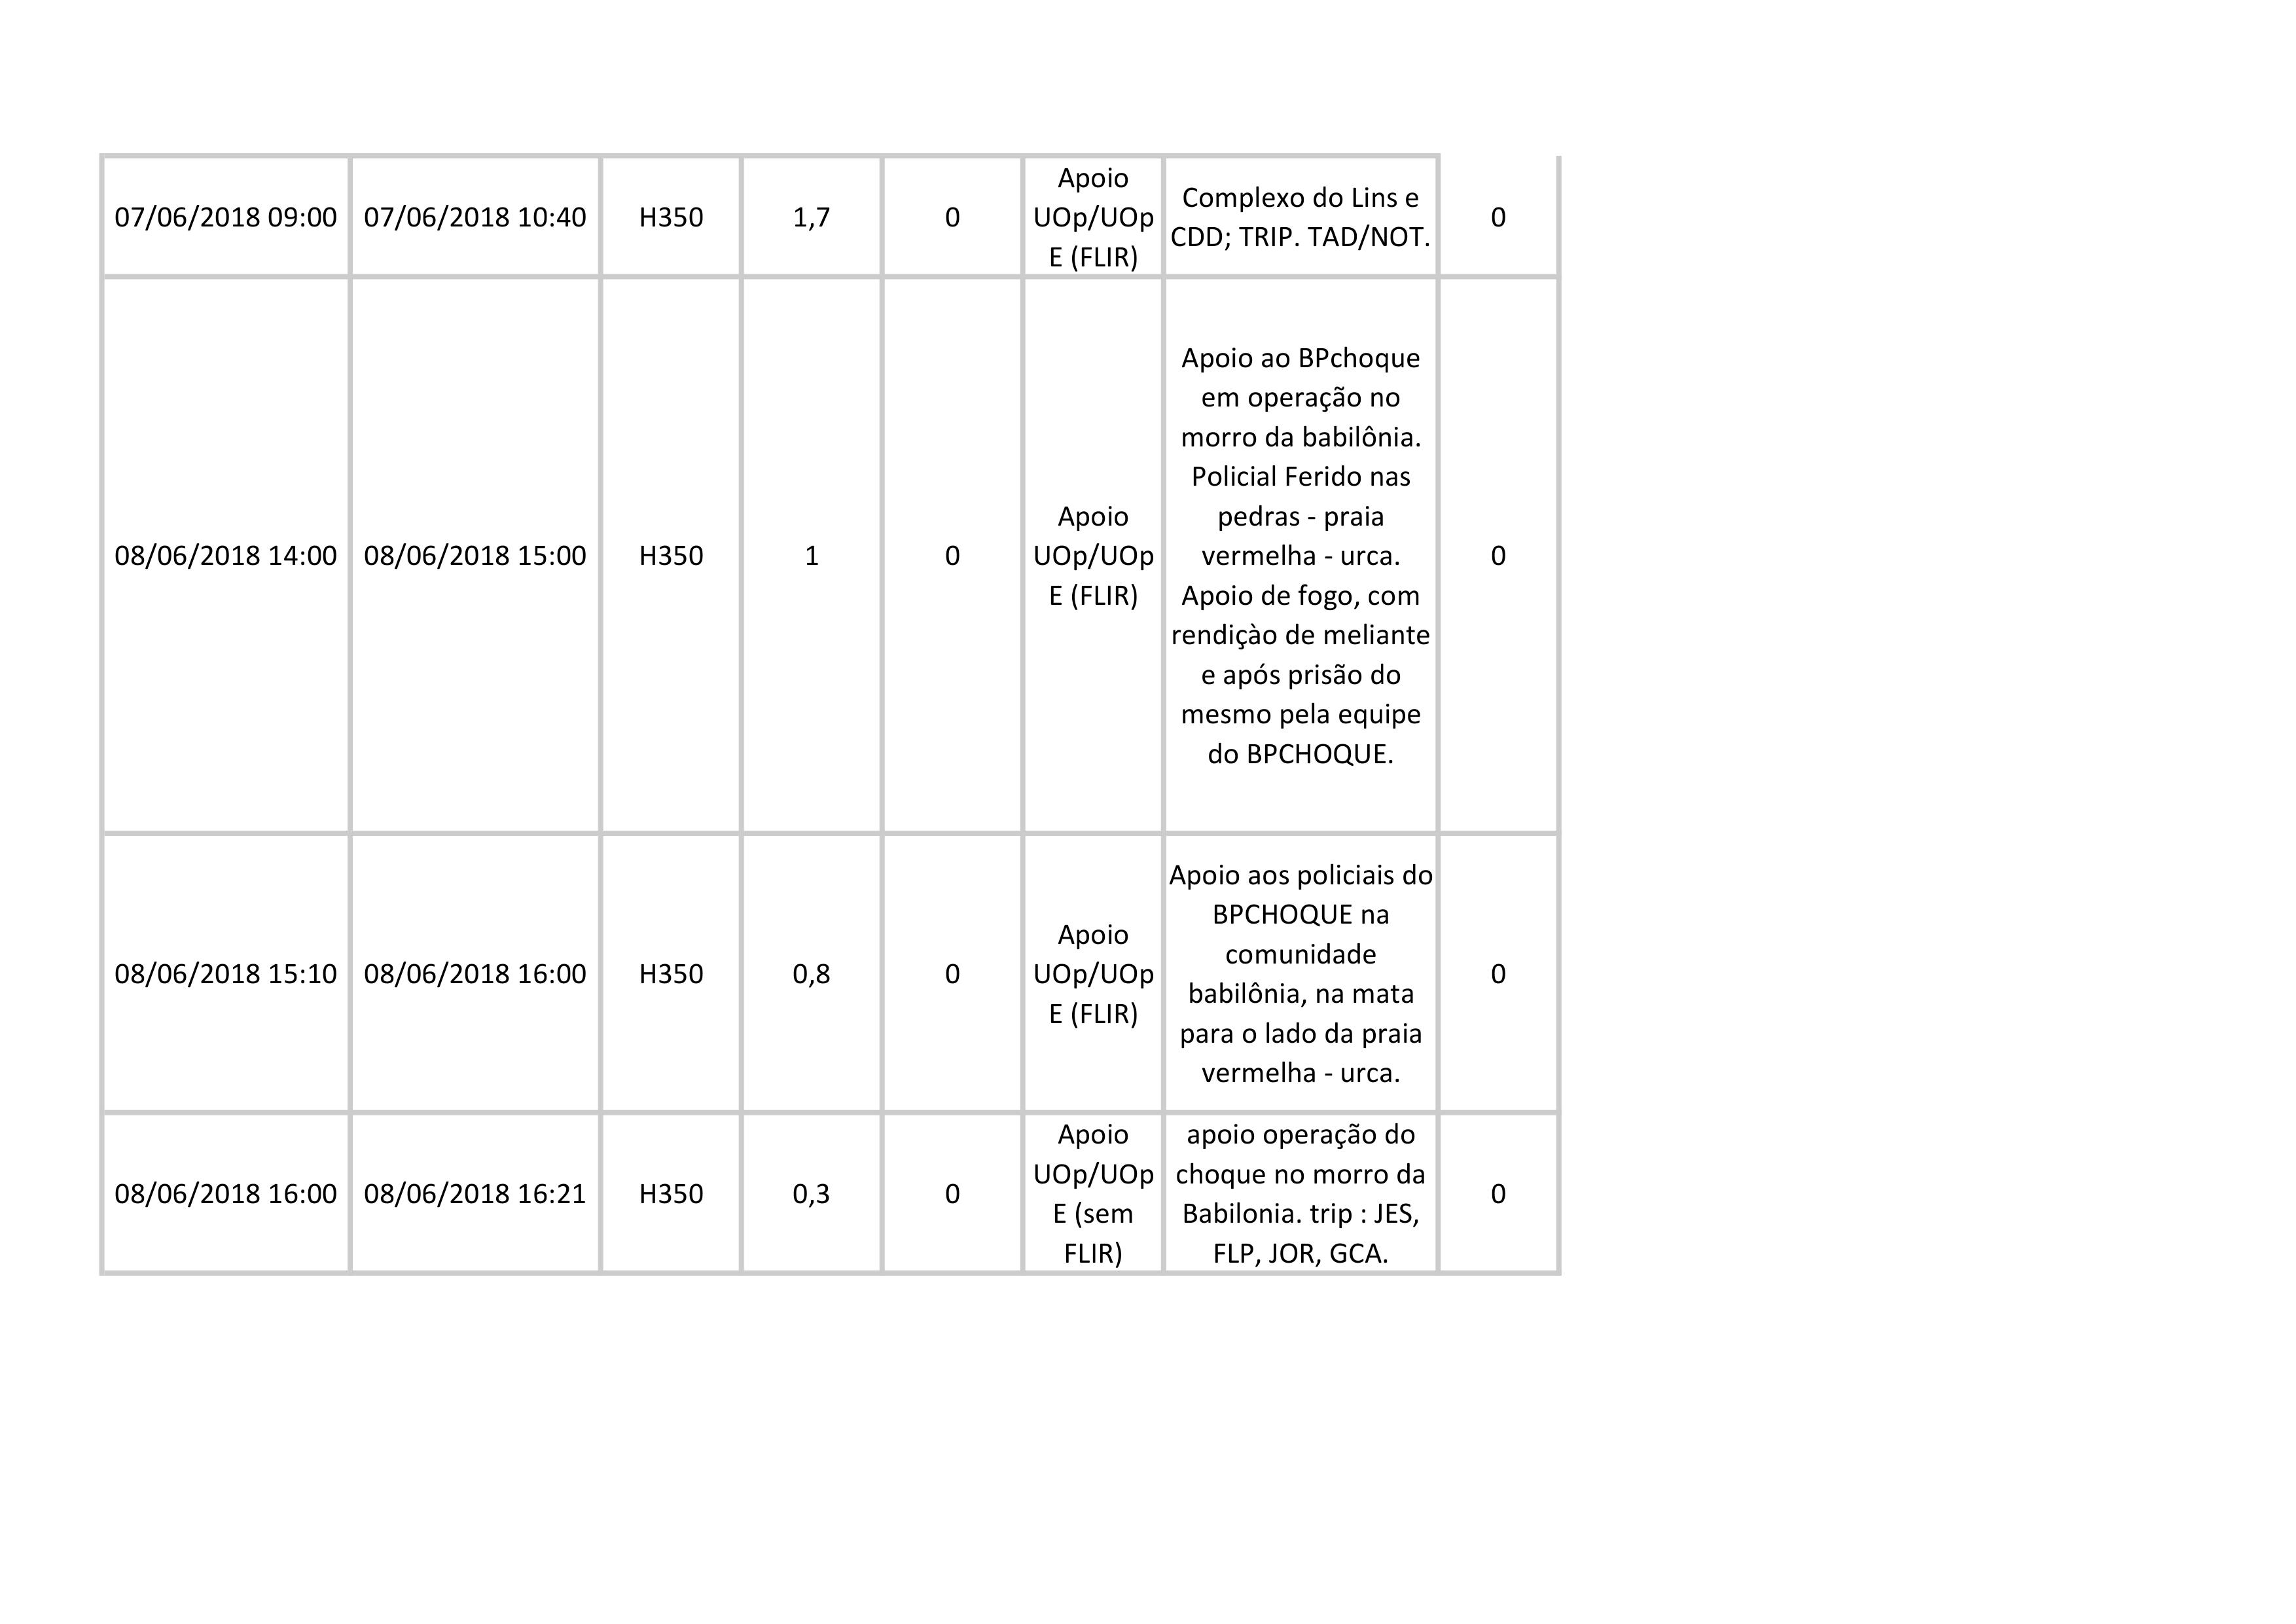 07/06/2018 09:00 07/06/2018 10:40 H350 1,7 0 Apoio UOp/UOp E (FLIR) Complexo do Lins e CDD; TRIP. TAD/NOT. 0
08/06/2018 14:00 08/06/2018 15:00 H350 1 0 Apoio UOp/UOp E (FLIR) Apoio ao BPchoque em operação no morro da babilônia. Policial Ferido nas pedras - praia vermelha - urca. Apoio de fogo, com rendiçào de meliante e após prisão do mesmo pela equipe do BPCHOQUE. 0
08/06/2018 15:10 08/06/2018 16:00 H350 0,8 0 Apoio UOp/UOp E (FLIR) Apoio aos policiais do BPCHOQUE na comunidade babilônia, na mata para o lado da praia vermelha - urca. 0
08/06/2018 16:00 08/06/2018 16:21 H350 0,3 0 Apoio UOp/UOp E (sem FLIR) apoio operação do choque no morro da Babilonia. trip : JES, FLP, JOR, GCA. 0